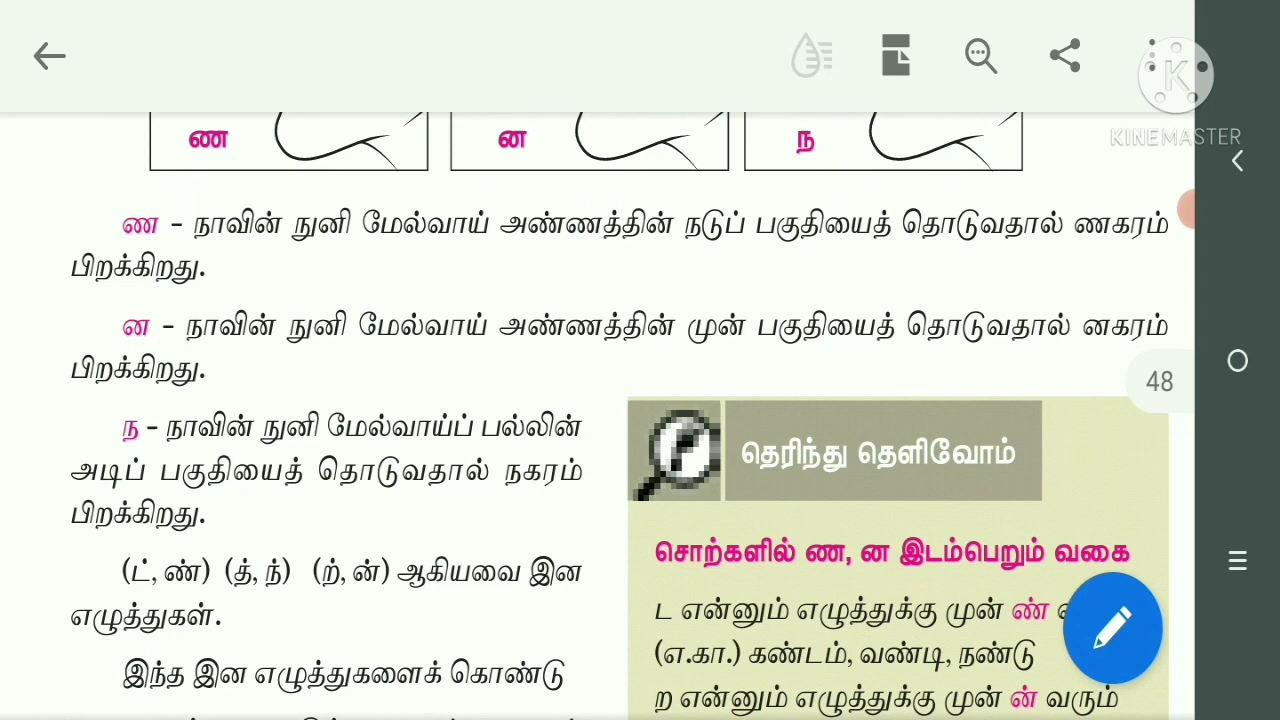 KINEMASTER
ண
ன
ந
ண - நாவின் நுனி மேல்வாய் அண்ணத்தின் நடுப் பகுதியைத் தொடுவதால் ணகரம்
பிறக்கிறது.
ன - நாவின் நுனி மேல்வாய் அண்ணத்தின் முன் பகுதியைத் தொடுவதால் னகரம்
பிறக்கிறது.
48
ந - நாவின் நுனி மேல்வாய்ப் பல்லின்
அடிப் பகுதியைத் தொடுவதால் நகரம்
பிறக்கிறது.
(ட், ண்) (த், ந்) (ற், ன்) ஆகியவை இன
எழுத்துகள்.
இந்த இன எழுத்துகளைக் கொண்டு
தெரிந்து தெளிவோம்
சொற்களில் ண, ன இடம்பெறும் வகை
ட என்னும் எழுத்துக்கு முன் ண்
(எ.கா.) கண்டம், வண்டி, நண்டு
ற என்னும் எழுத்துக்கு முன் ன் வரும்